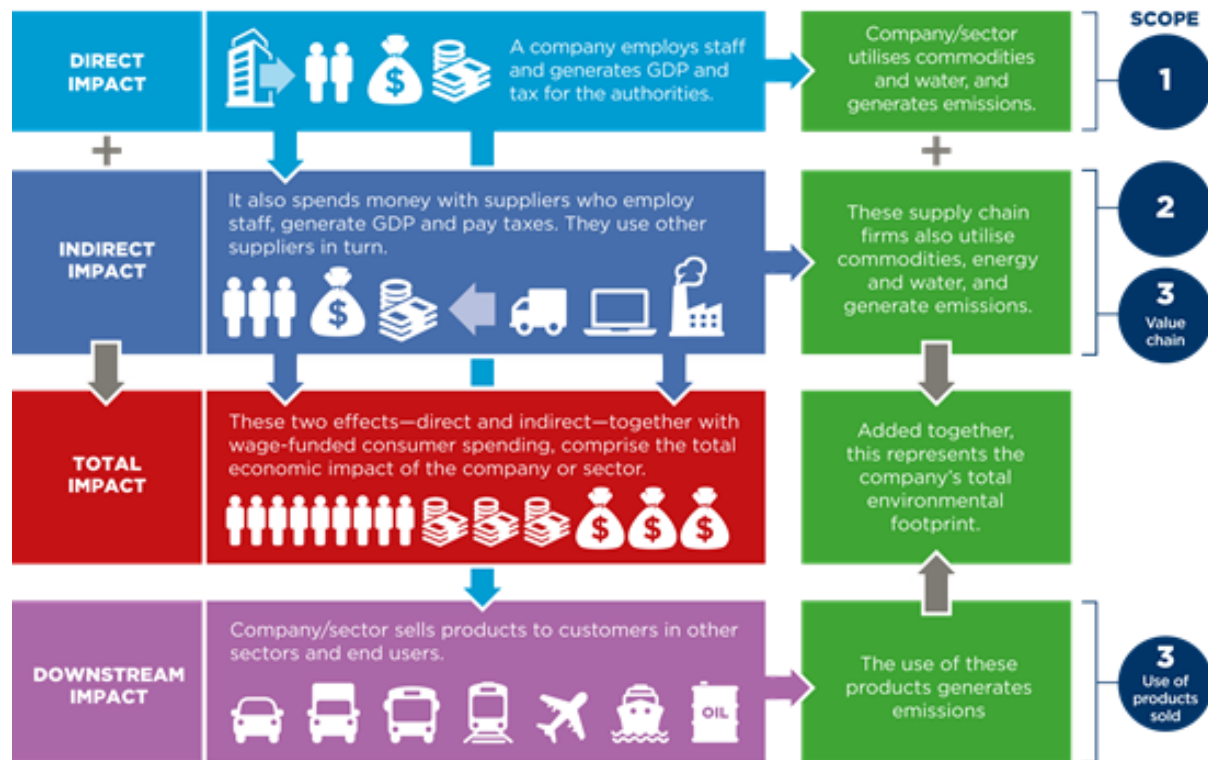 SCOPE
DIRECT
IMPACT
A company employs staff
and generates GDP and
tax for the authorities.
$
Company/sector
utilises commodities
and water, and
generates emissions.
1
+
+
INDIRECT
IMPACT
It also spends money with suppliers who employ
staff, generate GDP and pay taxes. They use other
suppliers in turn.
$
These supply chain
firms also utilise
commodities, energy
and water, and
generate emissions.
2
3
Value
chain
TOTAL
IMPACT
These two effects—direct and indirect—together with
wage-funded consumer spending, comprise the total
economic impact of the company or sector.
$ $ $
Added together,
this represents the
company's total
environmental
footprint.
DOWNSTREAM
IMPACT
Company/sector sells products to customers in other
sectors and end users.
OIL
The use of these
products generates
emissions
3
Use of
products
sold